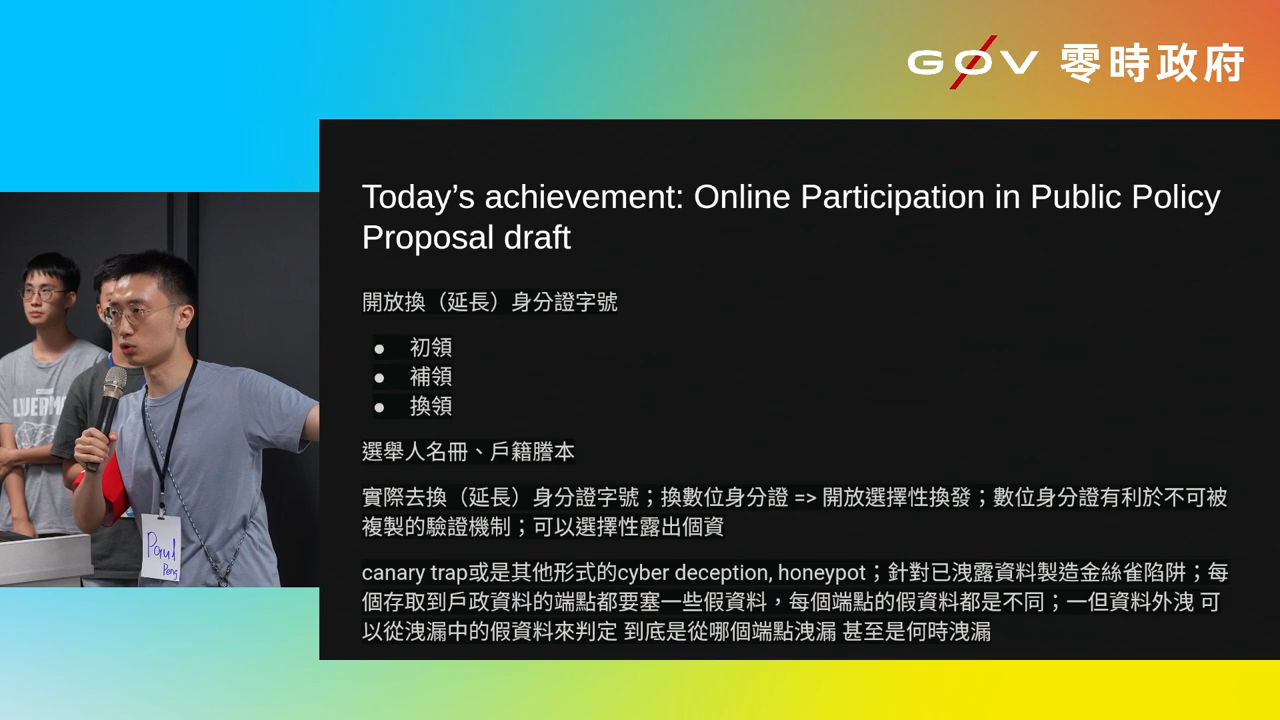 GØV 零時政府
Today’s achievement: Online Participation in Public Policy
Proposal draft
開放換（延長）身分證字號
初領
補領
換領
選舉人名冊、戶籍謄本
實際去換（延長）身分證字號；換數位身分證 => 開放選擇性換發；數位身分證有利於不可被
複製的驗證機制；可以選擇性露出個資
canary trap或是其他形式的cyber deception, honeypot；針對已洩露資料製造金絲雀陷阱；每
個存取到戶政資料的端點都要塞一些假資料，每個端點的假資料都是不同；一但資料外洩 可
以從洩漏中的假資料來判定 到底是從哪個端點洩漏 甚至是何時洩漏
Paul
Peng